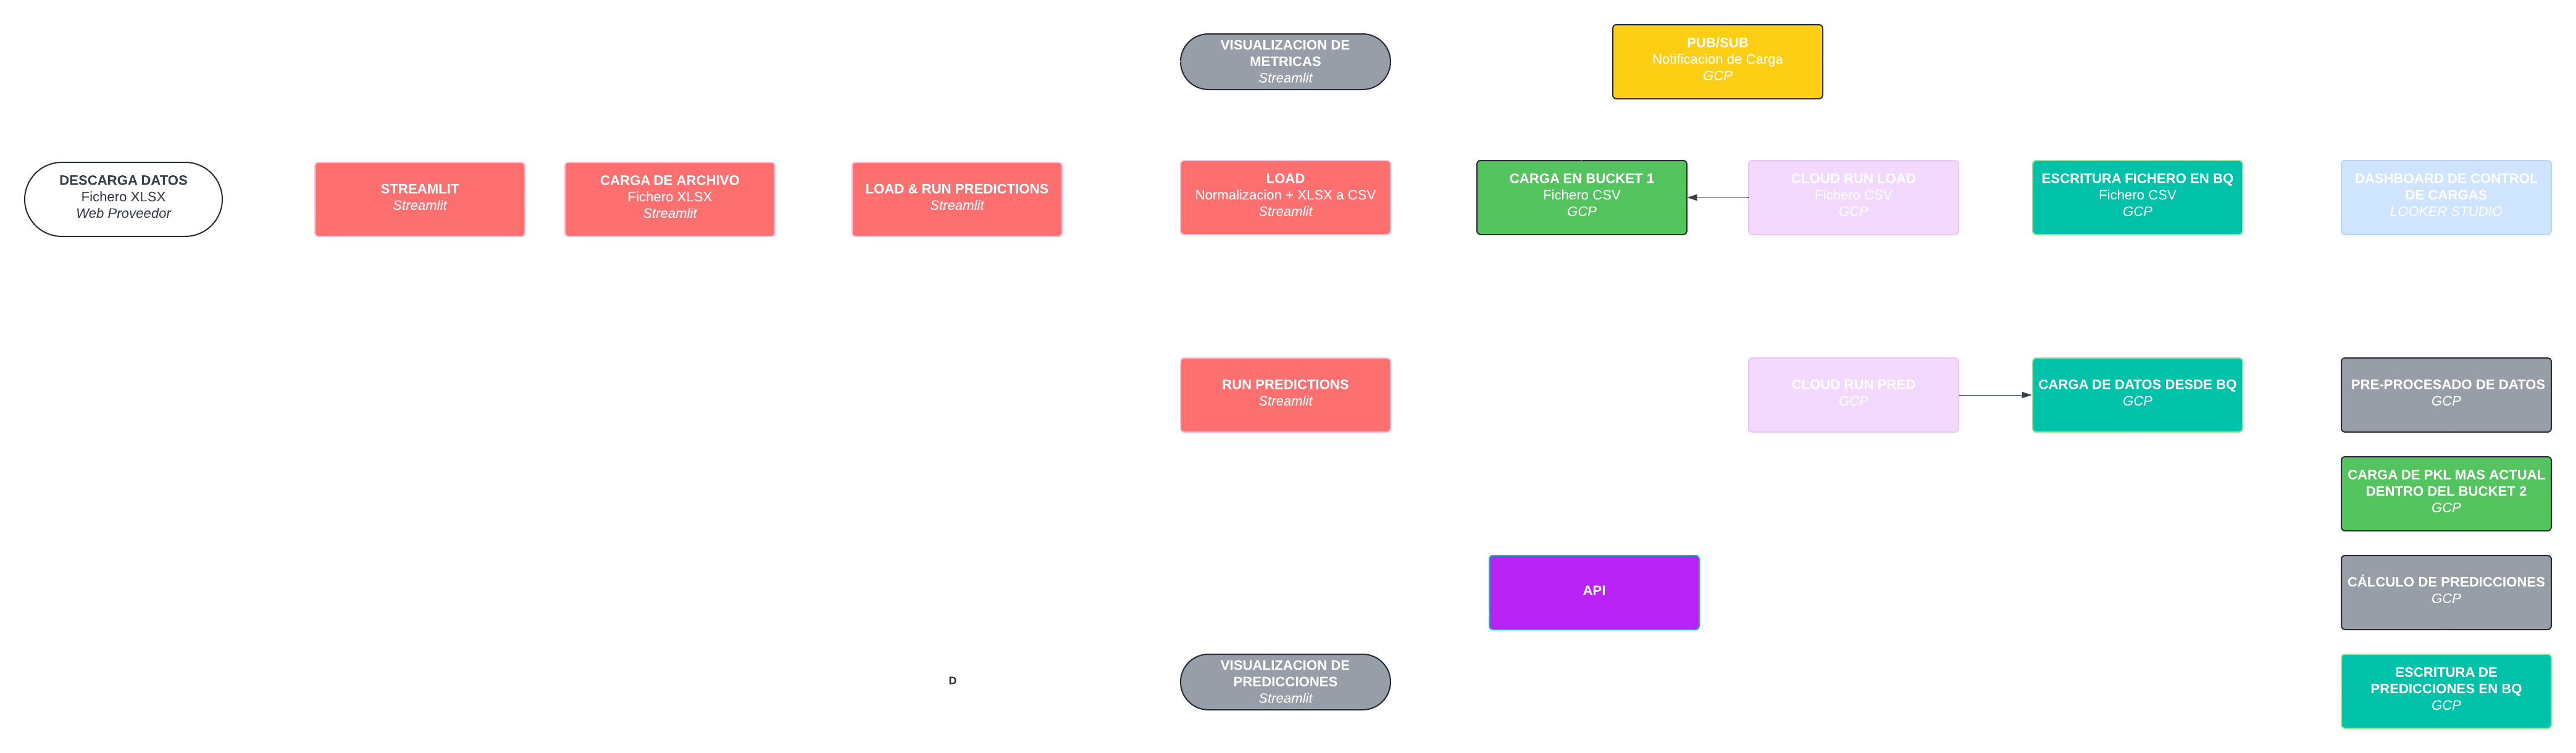 VISUALIZACION DE
METRICAS
Streamlit
PUB/SUB
Notificacion de Carga
GCP
DESCARGA DATOS
Fichero XLSX
Web Proveedor
STREAMLIT
Streamlit
CARGA DE ARCHIVO
Fichero XLSX
Streamlit
LOAD & RUN PREDICTIONS
Streamlit
LOAD
Normalizacion + XLSX a CSV
Streamlit
CARGA EN BUCKET 1
Fichero CSV
GCP
CLOUD RUN LOAD
Fichero CSV
GCP
ESCRITURA FICHERO EN BQ
Fichero CSV
GCP
DASHBOARD DE CONTROL
DE CARGAS
LOOKER STUDIO
RUN PREDICTIONS
Streamlit
CLOUD RUN PRED
GCP
CARGA DE DATOS DESDE BQ
GCP
PRE-PROCESADO DE DATOS
GCP
CARGA DE PKL MAS ACTUAL
DENTRO DEL BUCKET 2
GCP
API
CÁLCULO DE PREDICCIONES
GCP
D
VISUALIZACION DE
PREDICCIONES
Streamlit
ESCRITURA DE
PREDICCIONES EN BQ
GCP